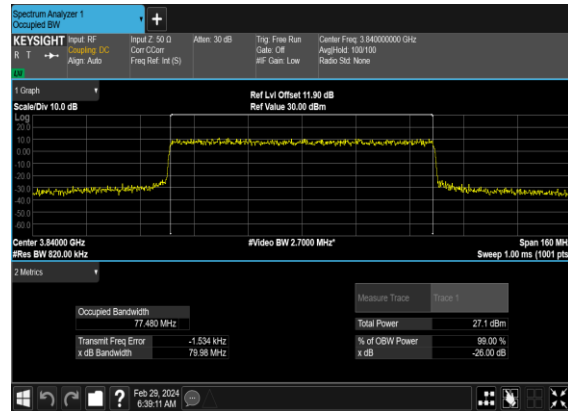 Spectrum Analyzer 1
Occupied BW
+
KEYSIGHT Input: RF Input Z: 50 Ω Atten: 30 dB Trig: Free Run Center Freq: 3.840000000 GHz
R T Coupling: DC Corr CCorr Gate: Off Avg|Hold: 100/100
Align: Auto Freq Ref: Int (S) #IF Gain: Low Radio Std: None
1 Graph
Ref Lvl Offset 11.90 dB
Scale/Div 10.0 dB Ref Value 30.00 dBm
Log
20.0
10.0
0.00
-10.0
-20.0
-30.0
-40.0
-50.0
-60.0
Center 3.84000 GHz #Video BW 2.7000 MHz* Span 160 MH
#Res BW 820.00 kHz Sweep 1.00 ms (1001 pts
2 Metrics
Measure Trace Trace 1
Occupied Bandwidth
77.480 MHz Total Power 27.1 dBm
Transmit Freq Error -1.534 kHz % of OBW Power 99.00 %
x dB Bandwidth 79.98 MHz x dB -26.00 dB
?
Feb 29, 2024
6:39:11 AM